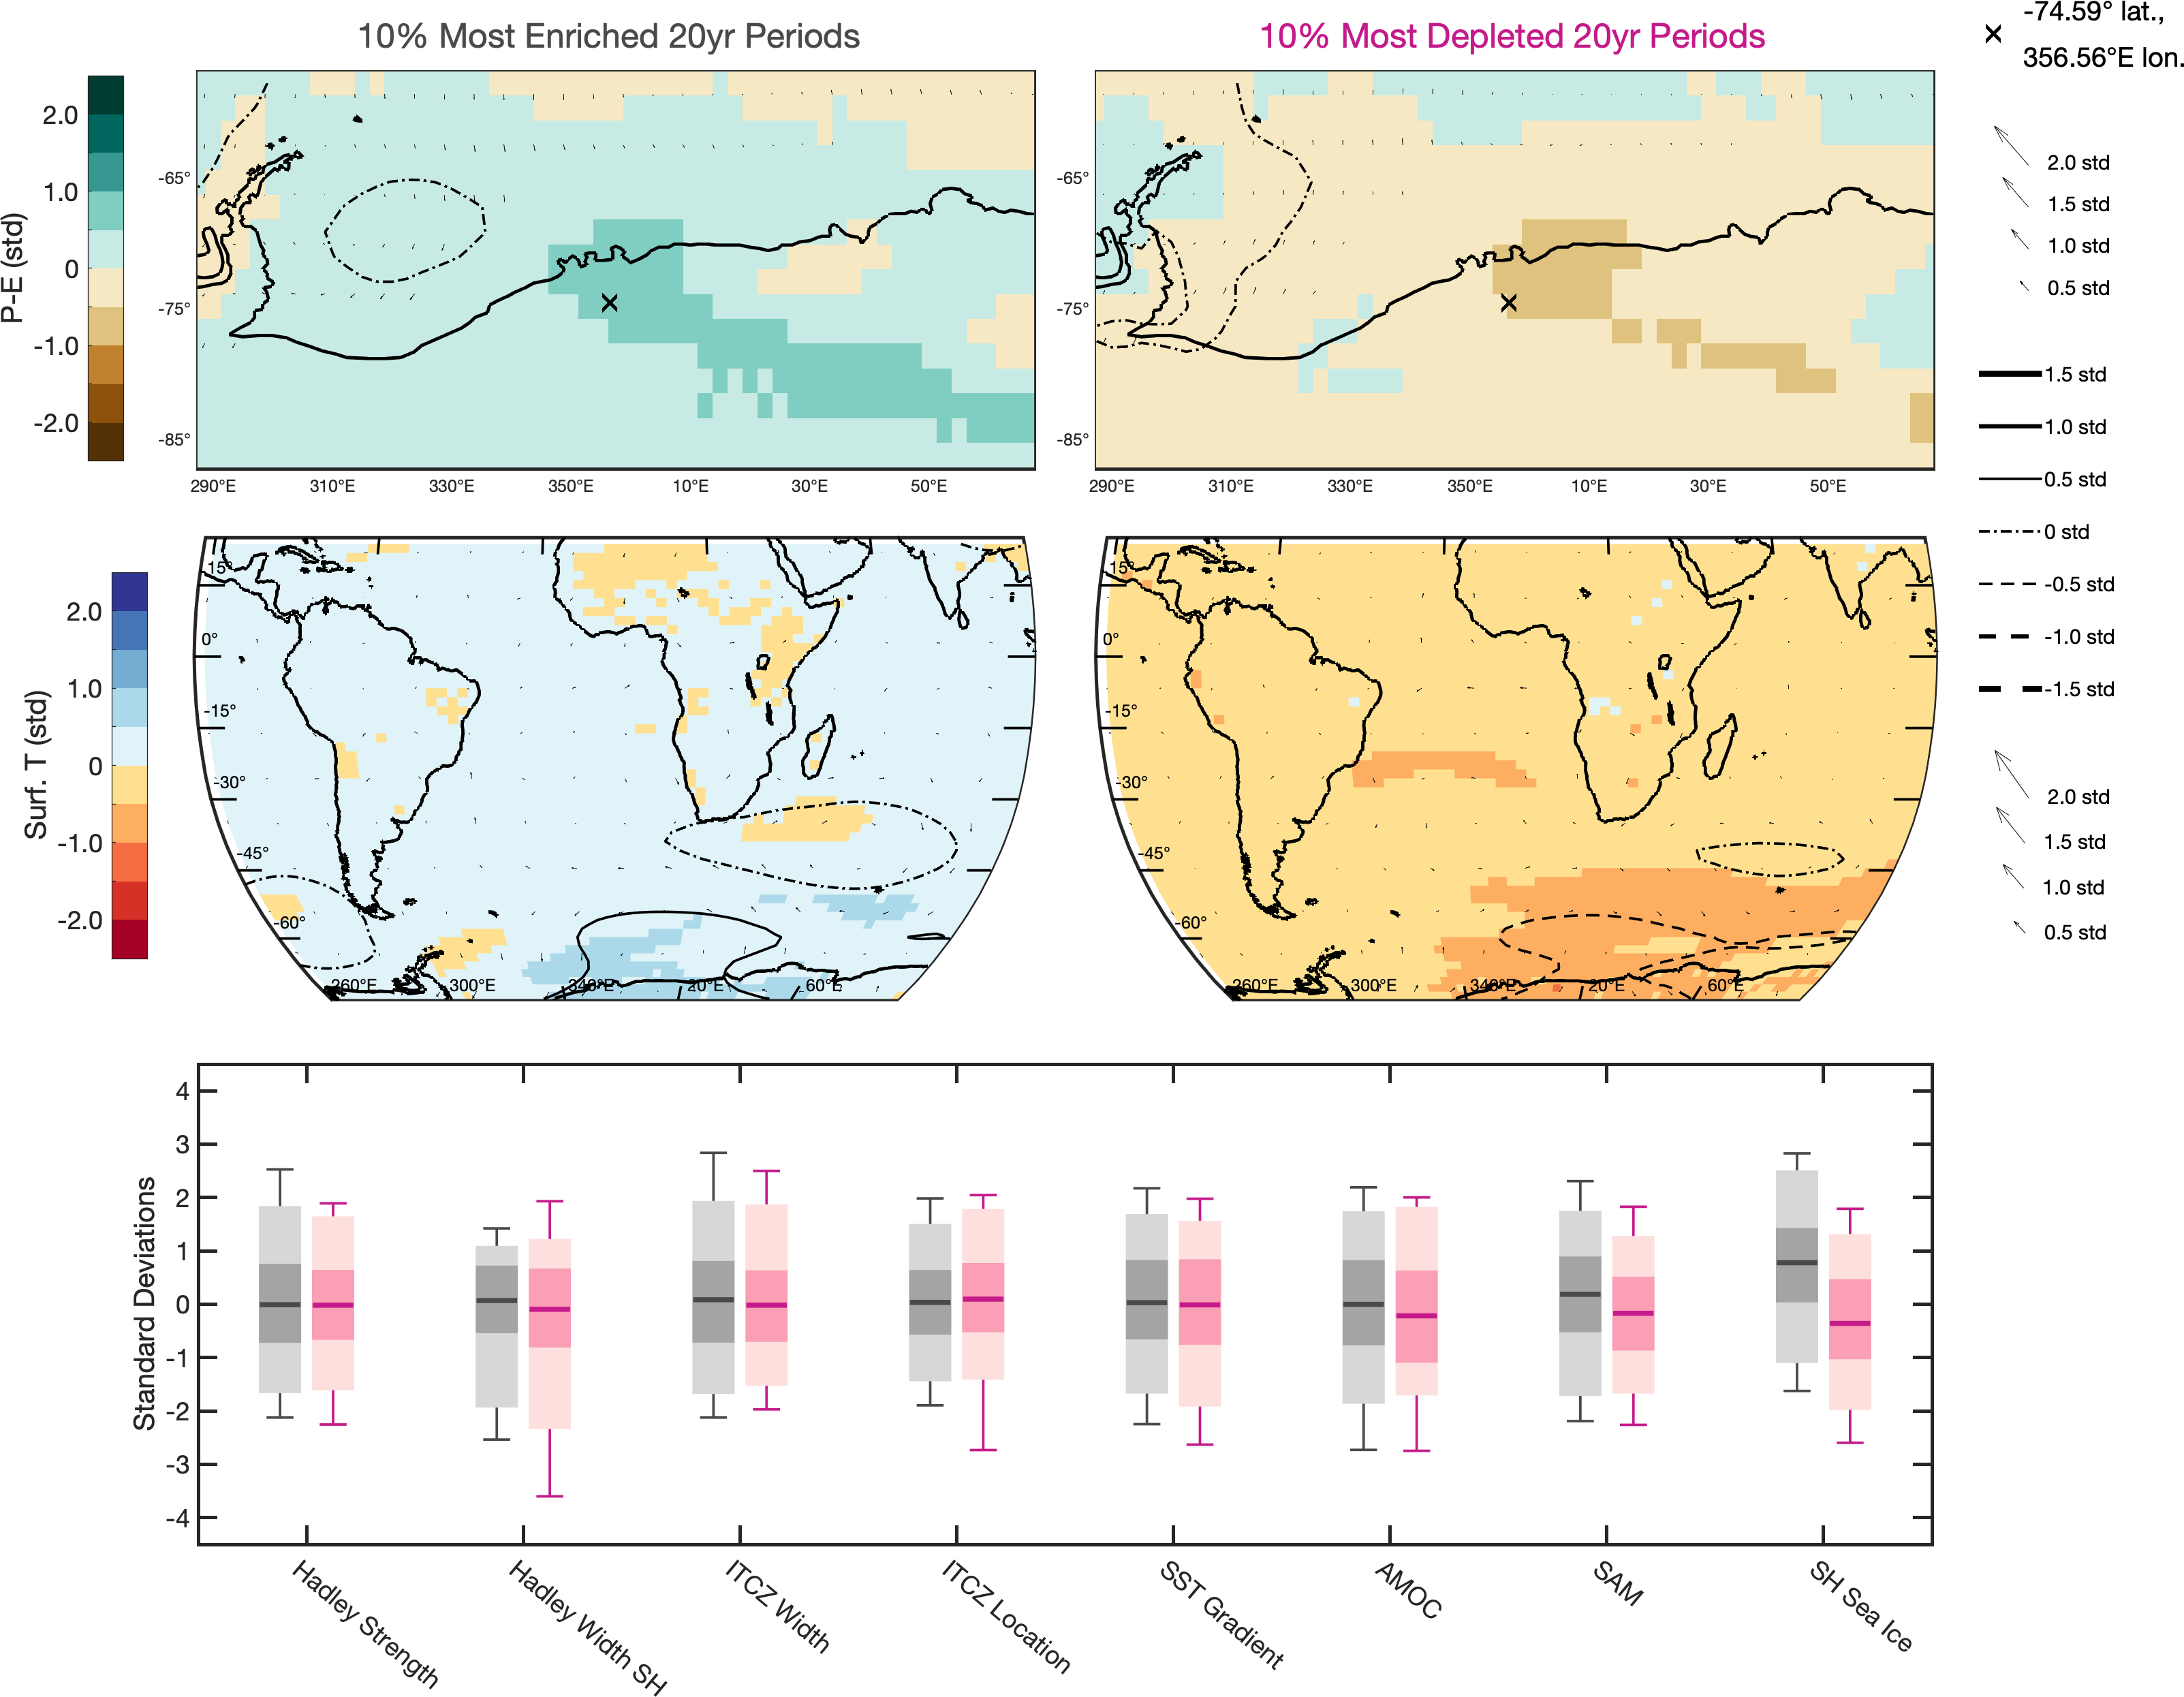 10% Most Enriched 20yr Periods
10% Most Depleted 20yr Periods
-74.59° lat.,
356.56°E lon.
P-E (std)
2.0
1.0
0
-1.0
-2.0
-65°
-75°
-85°
290°E 310°E 330°E 350°E 10°E 30°E 50°E
-65°
-75°
-85°
290°E 310°E 330°E 350°E 10°E 30°E 50°E
2.0 std
1.5 std
1.0 std
0.5 std
1.5 std
1.0 std
0.5 std
0 std
-0.5 std
-1.0 std
-1.5 std
2.0 std
1.5 std
1.0 std
0.5 std
Surf. T (std)
2.0
1.0
0
-1.0
-2.0
15°
0°
-15°
-30°
-45°
-60°
260°E 300°E 340°E 20°E 60°E
15°
0°
-15°
-30°
-45°
-60°
260°E 300°E 340°E 20°E 60°E
Standard Deviations
4
3
2
1
0
-1
-2
-3
-4
Hadley Strength
Hadley Width SH
ITCZ Width
ITCZ Location
SST Gradient
AMOC
SAM
SH Sea Ice